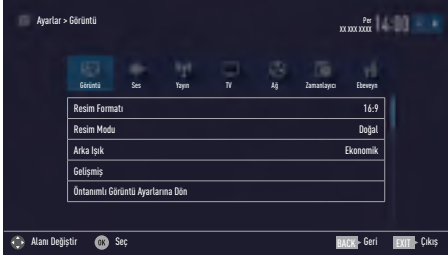 Ayarlar > Görüntü
Per
XX XXX XXXX
14:00
Görüntü Ses Yayın TV Ağ Zamanlayıcı Ebeveyn
Resim Formatı 16:9
Resim Modu Doğal
Arka Işık Ekonomik
Gelişmiş
Öntanımlı Görüntü Ayarlarına Dön
Alanı Değiştir OK Seç BACK Geri EXIT Çıkış